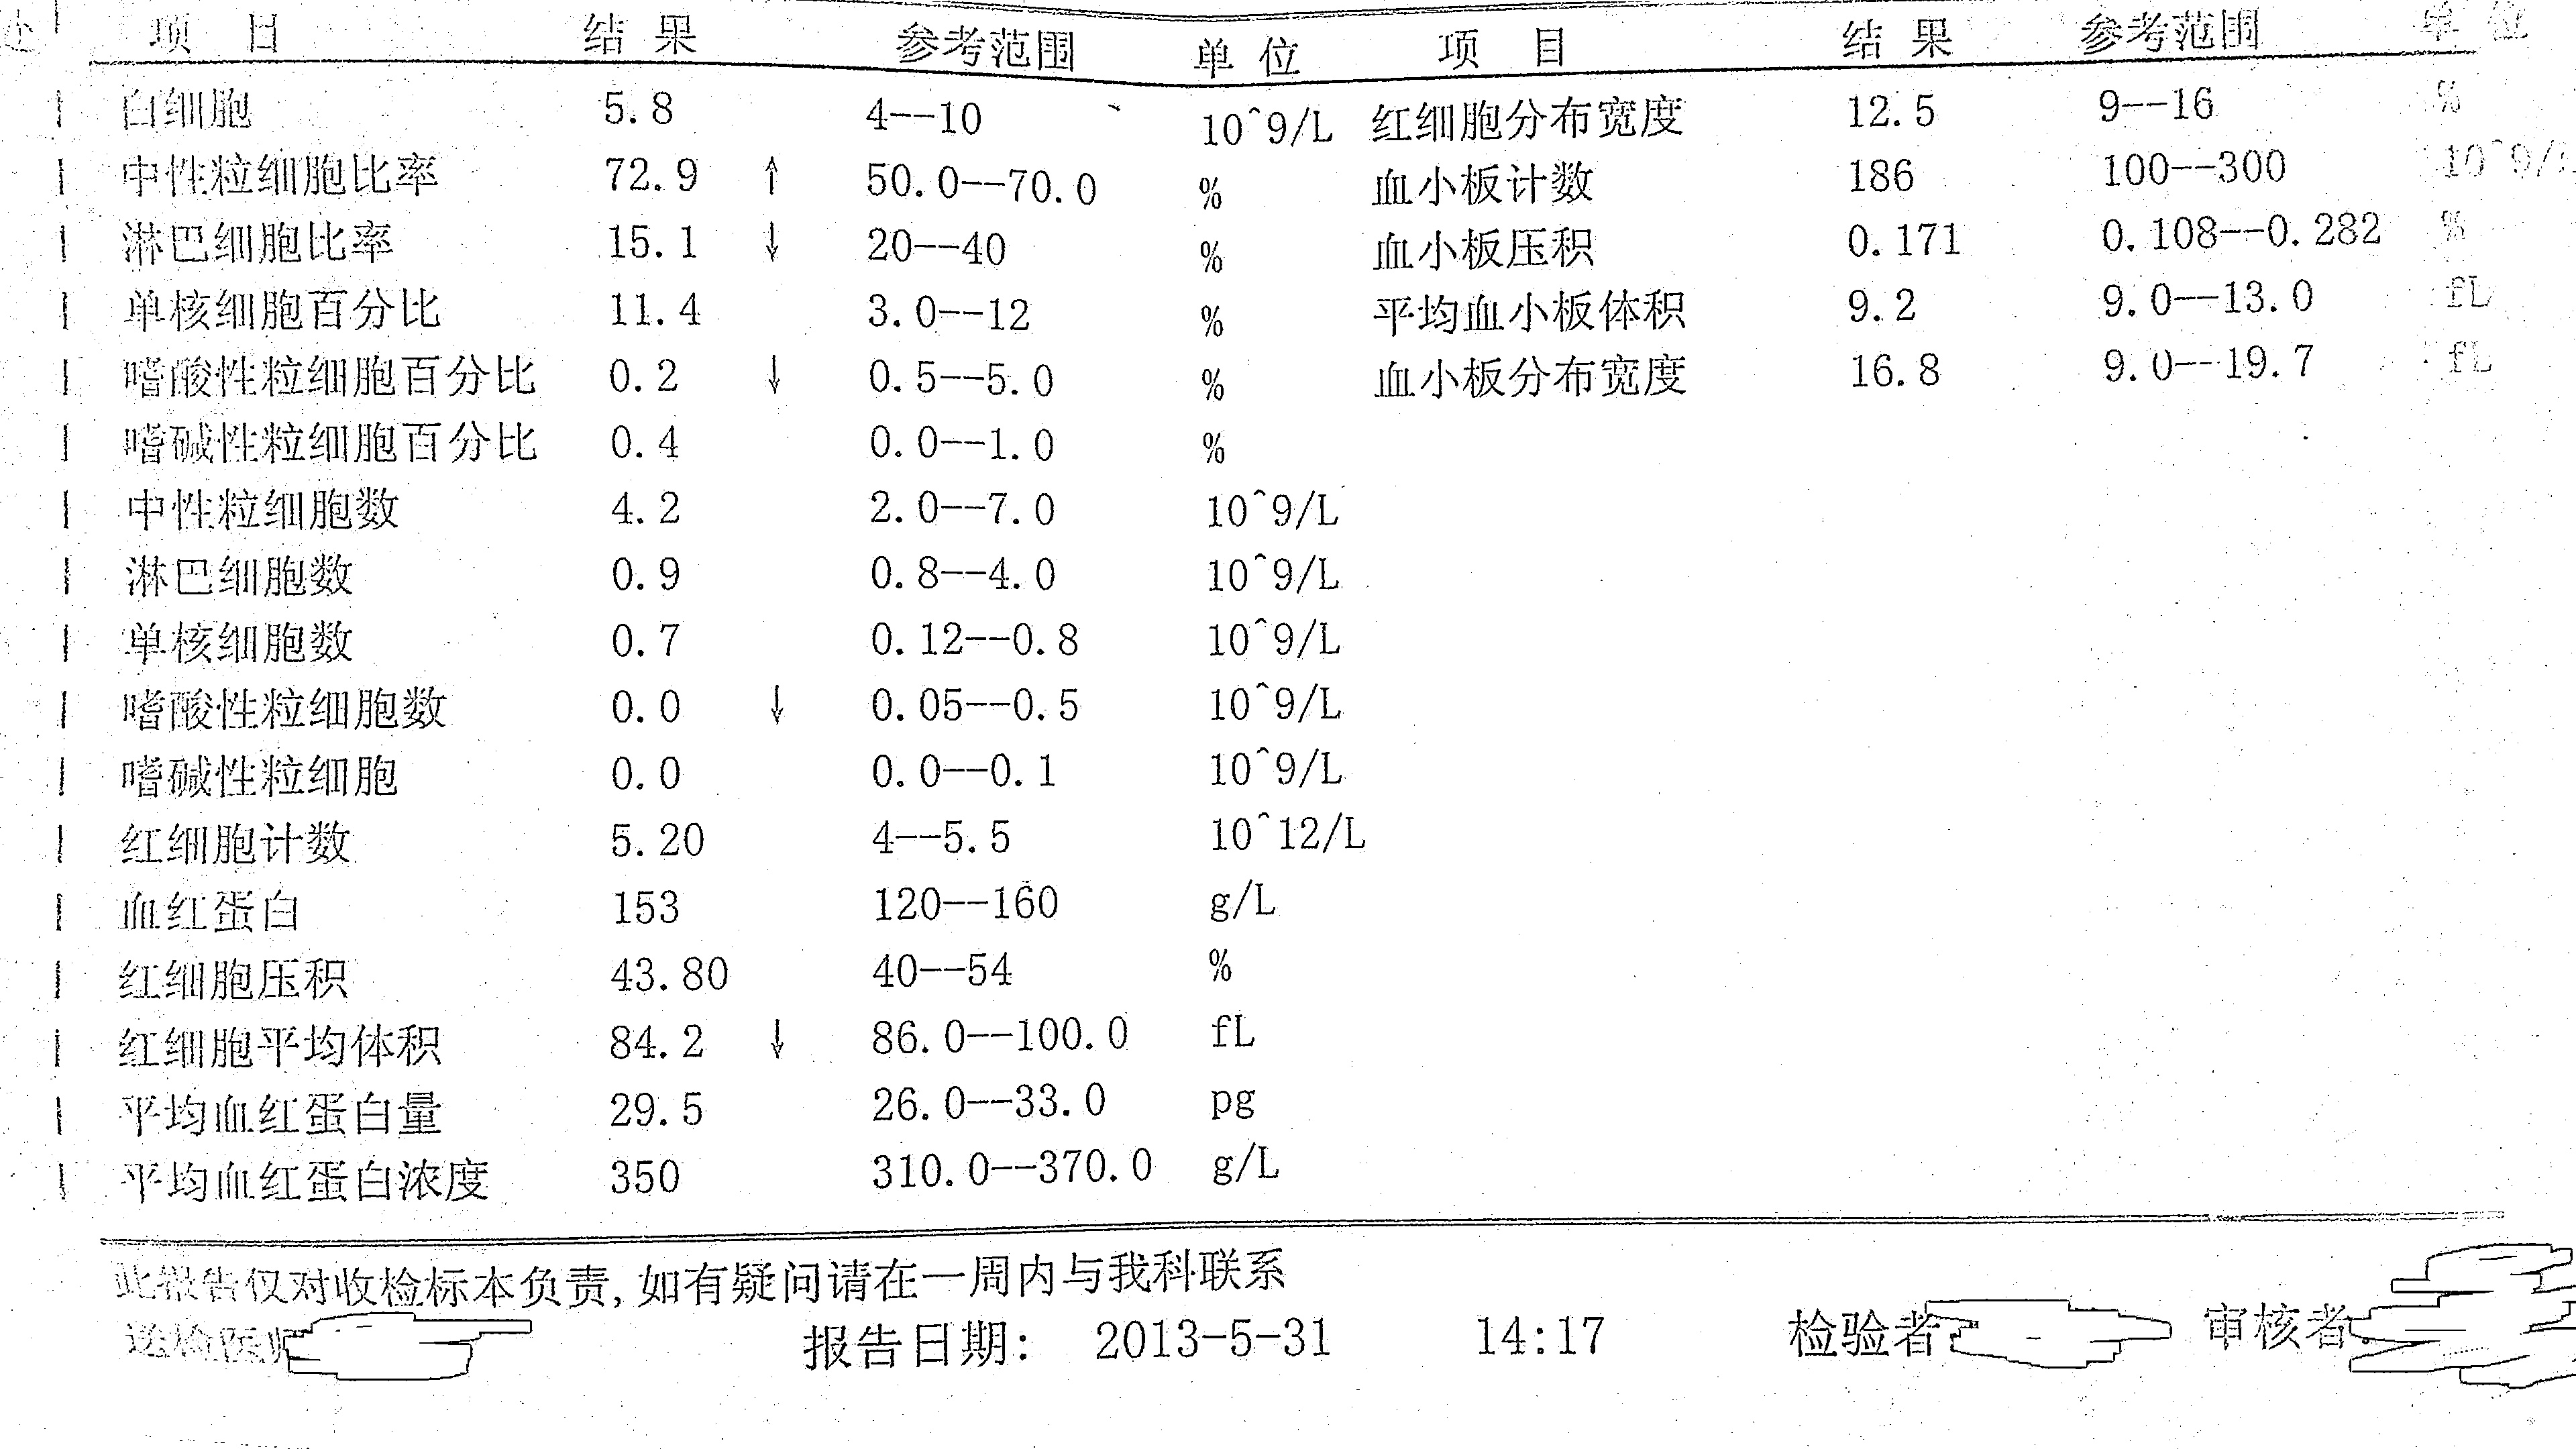 项 目 结 果 参考范围 单 位 项 目 结 果 参考范围 单 位
白细胞 5.8 4--10 10^9/L 红细胞分布宽度 12.5 9--16 %
中性粒细胞比率 72.9 ↑ 50.0--70.0 % 血小板计数 186 100--300 10^9/
淋巴细胞比率 15.1 ↓ 20--40 % 血小板压积 0.171 0.108--0.282 %
单核细胞百分比 11.4 3.0--12 % 平均血小板体积 9.2 9.0--13.0 fL
嗜酸性粒细胞百分比 0.2 ↓ 0.5--5.0 % 血小板分布宽度 16.8 9.0--19.7 fL
嗜碱性粒细胞百分比 0.4 0.0--1.0 %
中性粒细胞数 4.2 2.0--7.0 10^9/L
淋巴细胞数 0.9 0.8--4.0 10^9/L
单核细胞数 0.7 0.12--0.8 10^9/L
嗜酸性粒细胞数 0.0 ↓ 0.05--0.5 10^9/L
嗜碱性粒细胞 0.0 0.0--0.1 10^9/L
红细胞计数 5.20 4--5.5 10^12/L
血红蛋白 153 120--160 g/L
红细胞压积 43.80 40--54 %
红细胞平均体积 84.2 ↓ 86.0--100.0 fL
平均血红蛋白量 29.5 26.0--33.0 pg
平均血红蛋白浓度 350 310.0--370.0 g/L
此报告仅对收检标本负责,如有疑问请在一周内与我科联系
送检医师 报告日期: 2013-5-31 14:17 检验者 审核者: